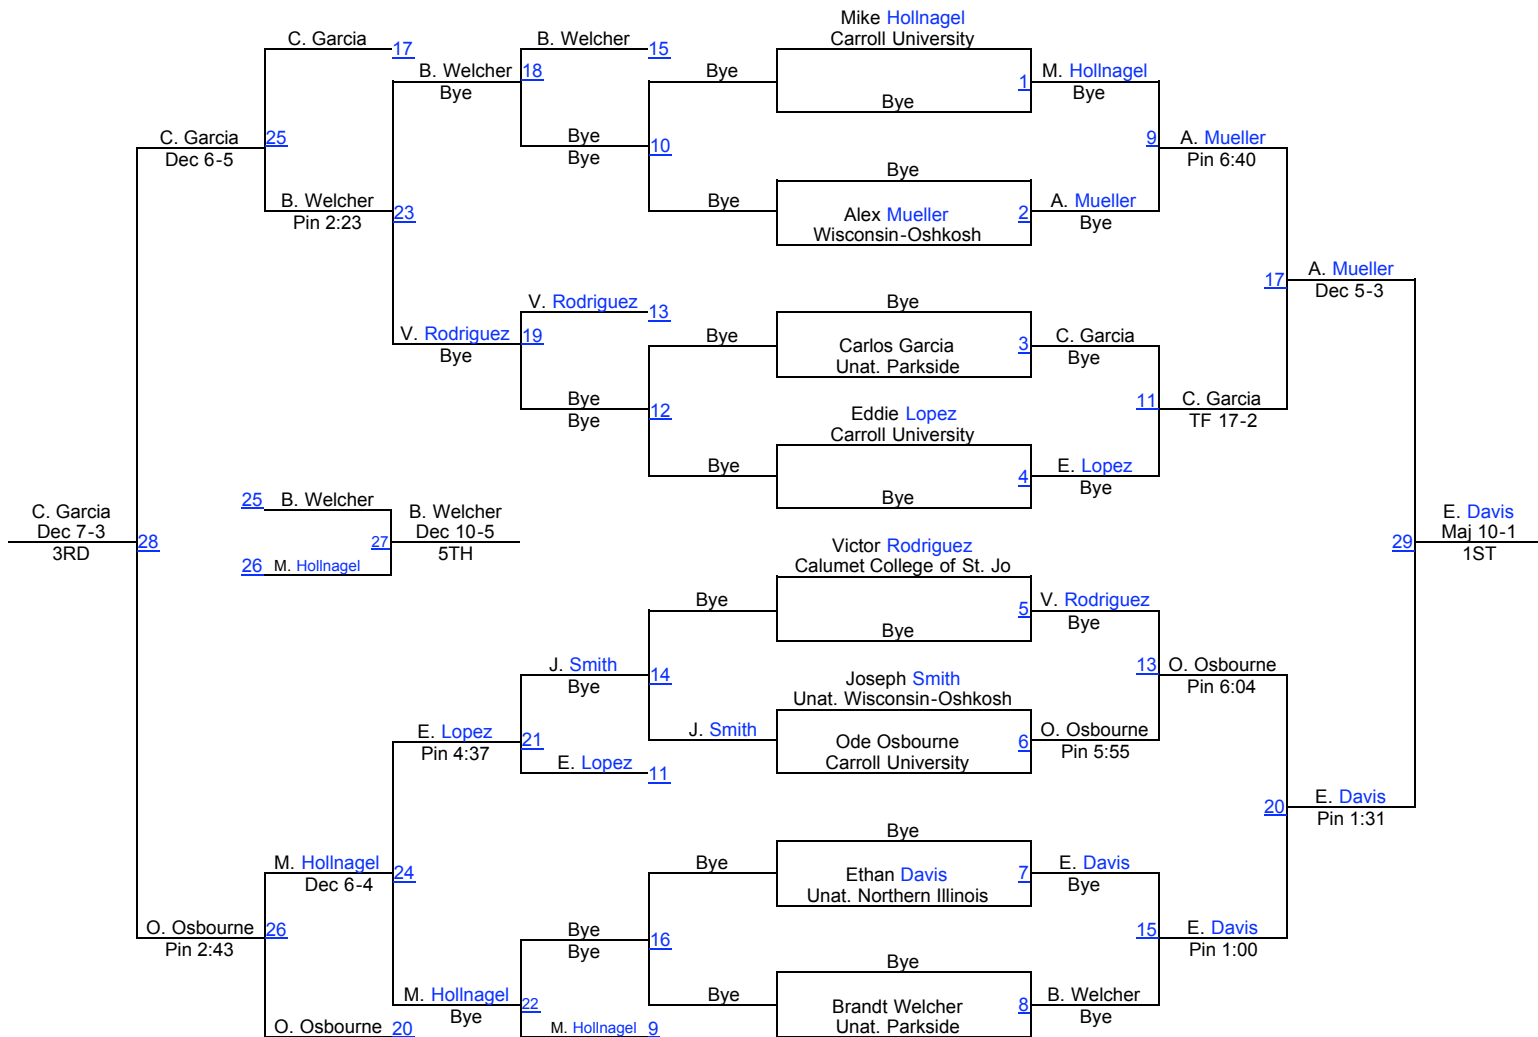 Mike Hollnagel
C. Garcia
B. Welcher
Carroll University
17
15
B. Welcher
18
Bye
M. Hollnagel
1
Bye
Bye
Bye
C. Garcia
25
Bye
10
9
A. Mueller
Dec 6-5
Bye
Pin 6:40
Bye
B. Welcher
23
Bye
Alex Mueller
2
A. Mueller
Pin 2:23
Wisconsin-Oshkosh
Bye
17
A. Mueller
Dec 5-3
V. Rodriguez
13
Bye
V. Rodriguez
19
Bye
Carlos Garcia
3
C. Garcia
Bye
Unat. Parkside
Bye
Bye
12
11
C. Garcia
Bye
Eddie Lopez
TF 17-2
Carroll University
Bye
4
E. Lopez
Bye
Bye
25
B. Welcher
C. Garcia
B. Welcher
E. Davis
Dec 7-3
28
27
Dec 10-5
29
Maj 10-1
3RD
5TH
1ST
26
M. Hollnagel
Victor Rodriguez
Calumet College of St. Jo
Bye
5
V. Rodriguez
Bye
Bye
J. Smith
14
13
O. Osbourne
Bye
Joseph Smith
Pin 6:04
Unat. Wisconsin-Oshkosh
E. Lopez
21
J. Smith
Ode Osbourne
6
O. Osbourne
Pin 4:37
Carroll University
Pin 5:55
E. Lopez
11
20
E. Davis
Pin 1:31
Bye
M. Hollnagel
24
Bye
Ethan Davis
7
E. Davis
Dec 6-4
Unat. Northern Illinois
Bye
O. Osbourne
26
Bye
16
15
E. Davis
Pin 2:43
Bye
Pin 1:00
Bye
M. Hollnagel
22
Bye
Brandt Welcher
8
B. Welcher
Bye
Unat. Parkside
Bye
O. Osbourne
20
M. Hollnagel
9